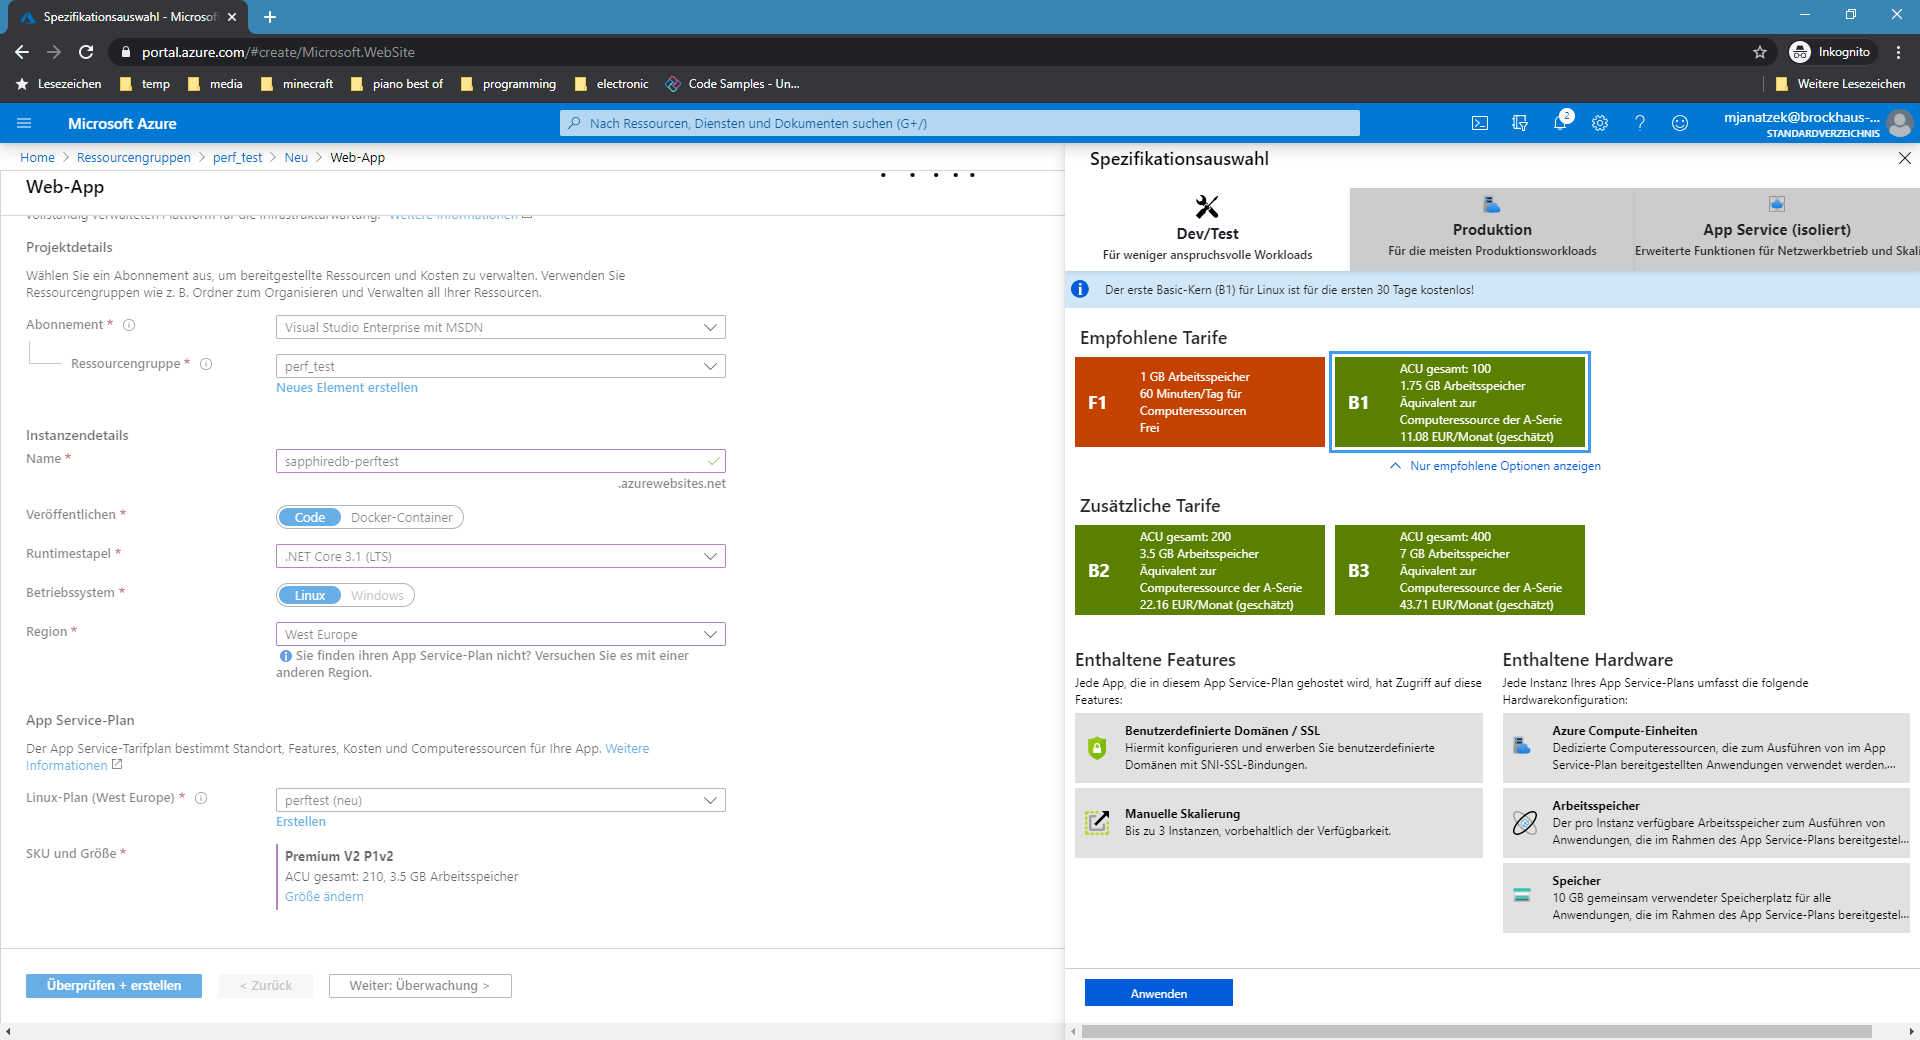 Spezifikationsauswahl - Microsof
portal.azure.com/#create/Microsoft.WebSite
Inkognito
Lesezeichen
temp
media
minecraft
piano best of
programming
electronic
Code Samples - Un...
Weitere Lesezeichen
Microsoft Azure
Nach Ressourcen, Diensten und Dokumenten suchen (G+/)
2
mjanatzek@brockhaus-...
STANDARDVERZEICHNIS
Home > Ressourcengruppen > perf_test > Neu > Web-App
Web-App
Vollständig verwalteten Plattform für die Infrastrukturwartung. Weitere Informationen
Projektdetails
Wählen Sie ein Abonnement aus, um bereitgestellte Ressourcen und Kosten zu verwalten. Verwenden Sie
Ressourcengruppen wie z. B. Ordner zum Organisieren und Verwalten all Ihrer Ressourcen.
Abonnement *
Visual Studio Enterprise mit MSDN
Ressourcengruppe *
perf_test
Neues Element erstellen
Instanzendetails
Name *
sapphiredb-perftest
.azurewebsites.net
Veröffentlichen *
Code
Docker-Container
Runtimestapel *
.NET Core 3.1 (LTS)
Betriebssystem *
Linux
Windows
Region *
West Europe
Sie finden ihren App Service-Plan nicht? Versuchen Sie es mit einer
anderen Region.
App Service-Plan
Der App Service-Tarifplan bestimmt Standort, Features, Kosten und Computeressourcen für Ihre App. Weitere
Informationen
Linux-Plan (West Europe) *
perftest (neu)
Erstellen
SKU und Größe *
Premium V2 P1v2
ACU gesamt: 210, 3.5 GB Arbeitsspeicher
Größe ändern
Überprüfen + erstellen
< Zurück
Weiter: Überwachung >
Spezifikationsauswahl
Dev/Test
Für weniger anspruchsvolle Workloads
Produktion
Für die meisten Produktionsworkloads
App Service (isoliert)
Erweiterte Funktionen für Netzwerkbetrieb und Skali
Der erste Basic-Kern (B1) für Linux ist für die ersten 30 Tage kostenlos!
Empfohlene Tarife
F1
1 GB Arbeitsspeicher
60 Minuten/Tag für
Computeressourcen
Frei
B1
ACU gesamt: 100
1.75 GB Arbeitsspeicher
Äquivalent zur
Computeressource der A-Serie
11.08 EUR/Monat (geschätzt)
Nur empfohlene Optionen anzeigen
Zusätzliche Tarife
B2
ACU gesamt: 200
3.5 GB Arbeitsspeicher
Äquivalent zur
Computeressource der A-Serie
22.16 EUR/Monat (geschätzt)
B3
ACU gesamt: 400
7 GB Arbeitsspeicher
Äquivalent zur
Computeressource der A-Serie
43.71 EUR/Monat (geschätzt)
Enthaltene Features
Jede App, die in diesem App Service-Plan gehostet wird, hat Zugriff auf diese
Features:
Benutzerdefinierte Domänen / SSL
Hiermit konfigurieren und erwerben Sie benutzerdefinierte
Domänen mit SNI-SSL-Bindungen.
Manuelle Skalierung
Bis zu 3 Instanzen, vorbehaltlich der Verfügbarkeit.
Enthaltene Hardware
Jede Instanz Ihres App Service-Plans umfasst die folgende
Hardwarekonfiguration:
Azure Compute-Einheiten
Dedizierte Computeressourcen, die zum Ausführen von im App
Service-Plan bereitgestellten Anwendungen verwendet werden....
Arbeitsspeicher
Der pro Instanz verfügbare Arbeitsspeicher zum Ausführen von
Anwendungen, die im Rahmen des App Service-Plans bereitgestel...
Speicher
10 GB gemeinsam verwendeter Speicherplatz für alle
Anwendungen, die im Rahmen des App Service-Plans bereitgestel...
Anwenden